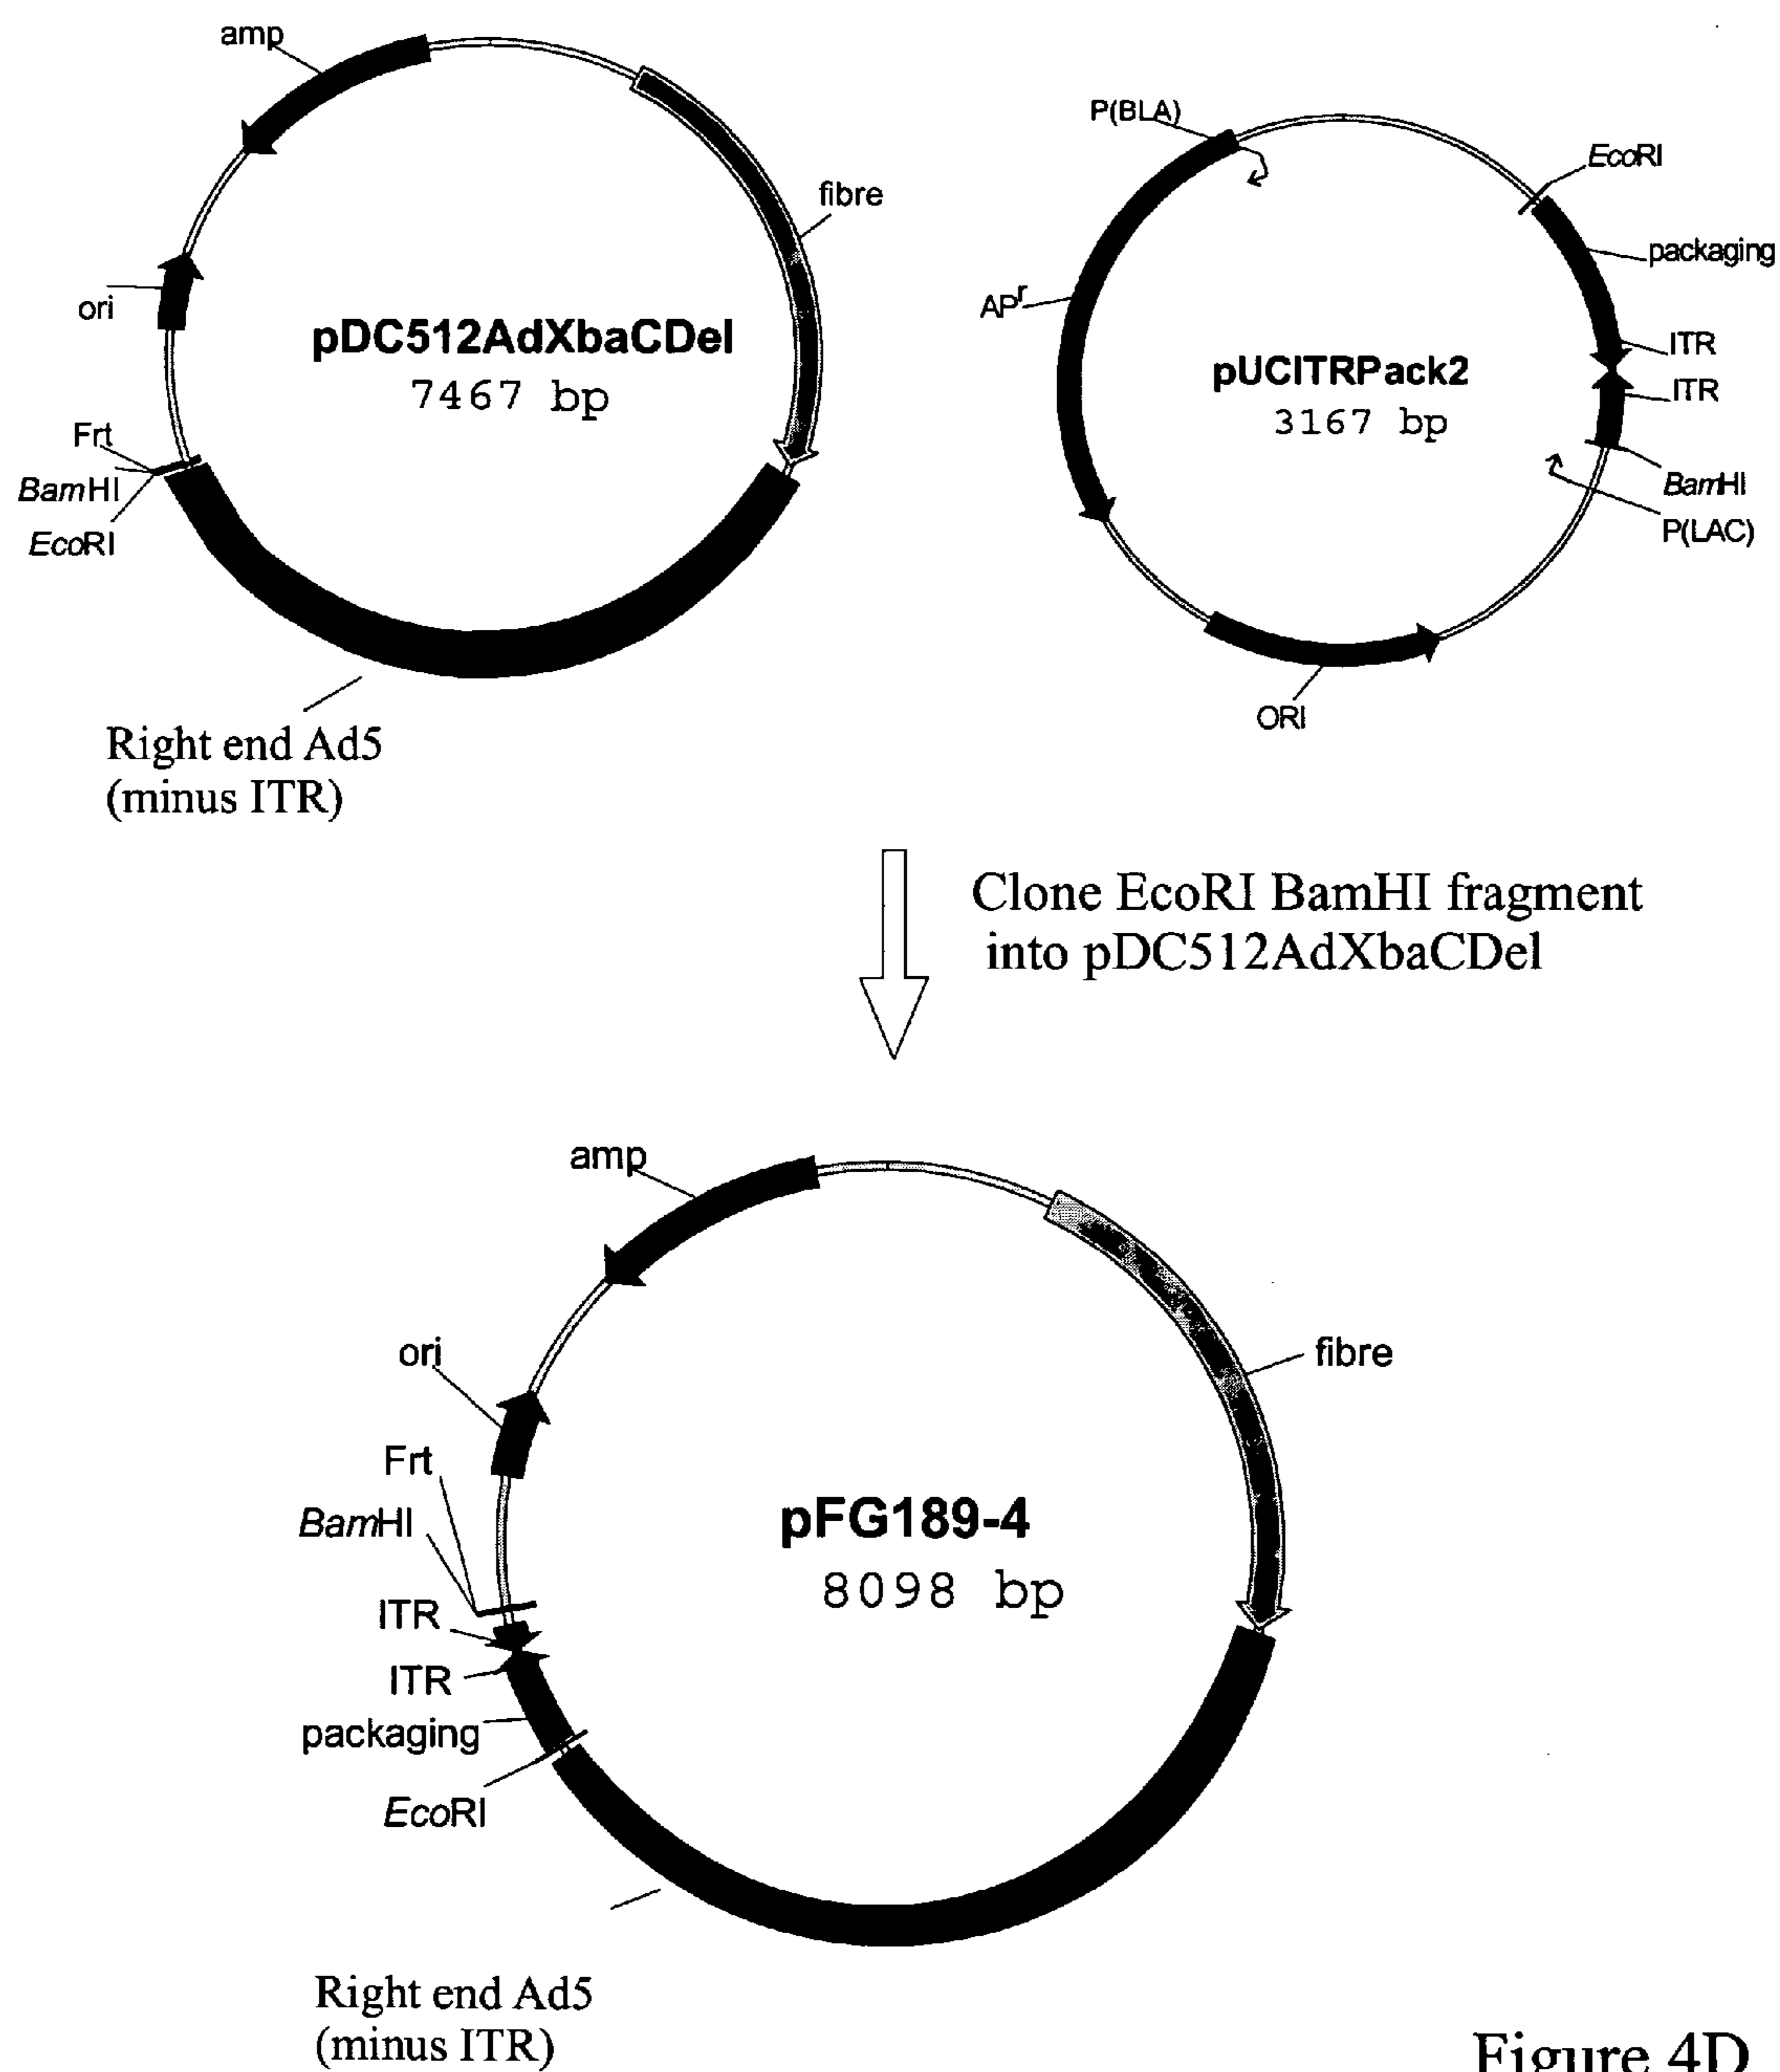 amp
fibre
ori
pDC512AdXbaCDel
7467 bp
Frt
BamHI
EcoRI
Right end Ad5
(minus ITR)
P(BLA)
EcoRI
packaging
APr
ITR
ITR
pUCITRPack2
3167 bp
BamHI
P(LAC)
ORI
Clone EcoRI BamHI fragment
into pDC512AdXbaCDel
amp
fibre
ori
Frt
BamHI
pFG189-4
8098 bp
ITR
ITR
packaging
EcoRI
Right end Ad5
(minus ITR)
Figure 4D